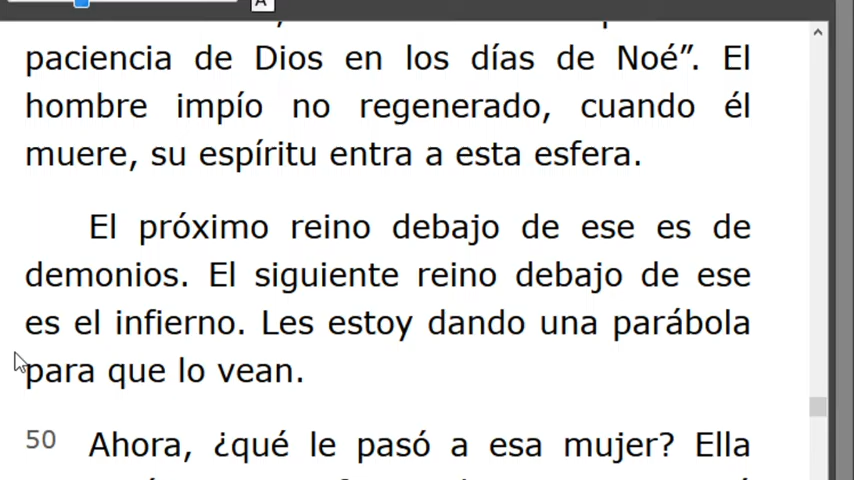 paciencia de Dios en los días de Noé”. El
hombre impío no regenerado, cuando él
muere, su espíritu entra a esta esfera.
El próximo reino debajo de ese es de
demonios. El siguiente reino debajo de ese
es el infierno. Les estoy dando una parábola
para que lo vean.
50 Ahora, ¿qué le pasó a esa mujer? Ella